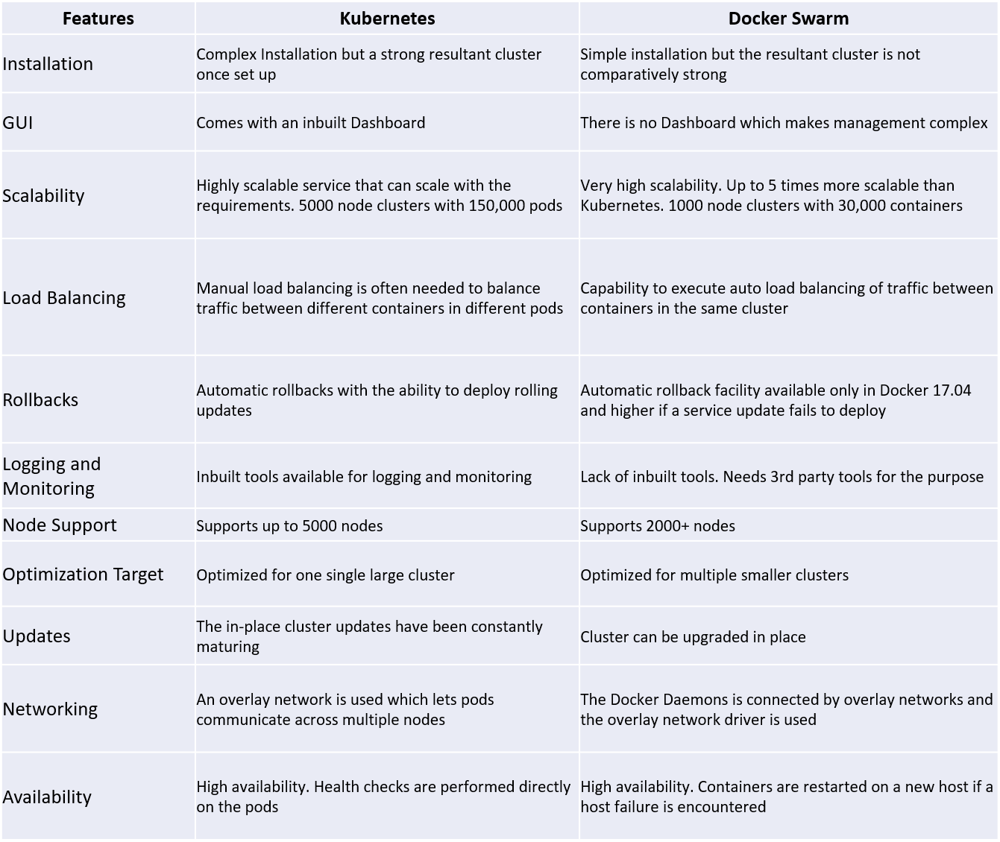 Features
Kubernetes
Docker Swarm
Installation
Complex Installation but a strong resultant cluster
once set up
Simple installation but the resultant cluster is not
comparatively strong
GUI
Comes with an inbuilt Dashboard
There is no Dashboard which makes management complex
Scalability
Highly scalable service that can scale with the
requirements. 5000 node clusters with 150,000 pods
Very high scalability. Up to 5 times more scalable than
Kubernetes. 1000 node clusters with 30,000 containers
Load Balancing
Manual load balancing is often needed to balance
traffic between different containers in different pods
Capability to execute auto load balancing of traffic between
containers in the same cluster
Rollbacks
Automatic rollbacks with the ability to deploy rolling
updates
Automatic rollback facility available only in Docker 17.04
and higher if a service update fails to deploy
Logging and
Monitoring
Inbuilt tools available for logging and monitoring
Lack of inbuilt tools. Needs 3rd party tools for the purpose
Node Support
Supports up to 5000 nodes
Supports 2000+ nodes
Optimization Target
Optimized for one single large cluster
Optimized for multiple smaller clusters
Updates
The in-place cluster updates have been constantly
maturing
Cluster can be upgraded in place
Networking
An overlay network is used which lets pods
communicate across multiple nodes
The Docker Daemons is connected by overlay networks and
the overlay network driver is used
Availability
High availability. Health checks are performed directly
on the pods
High availability. Containers are restarted on a new host if a
host failure is encountered